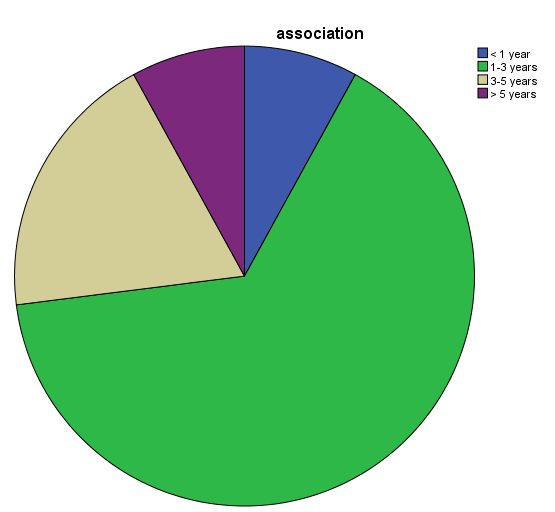 association
< 1 year
1-3 years
3-5 years
> 5 years